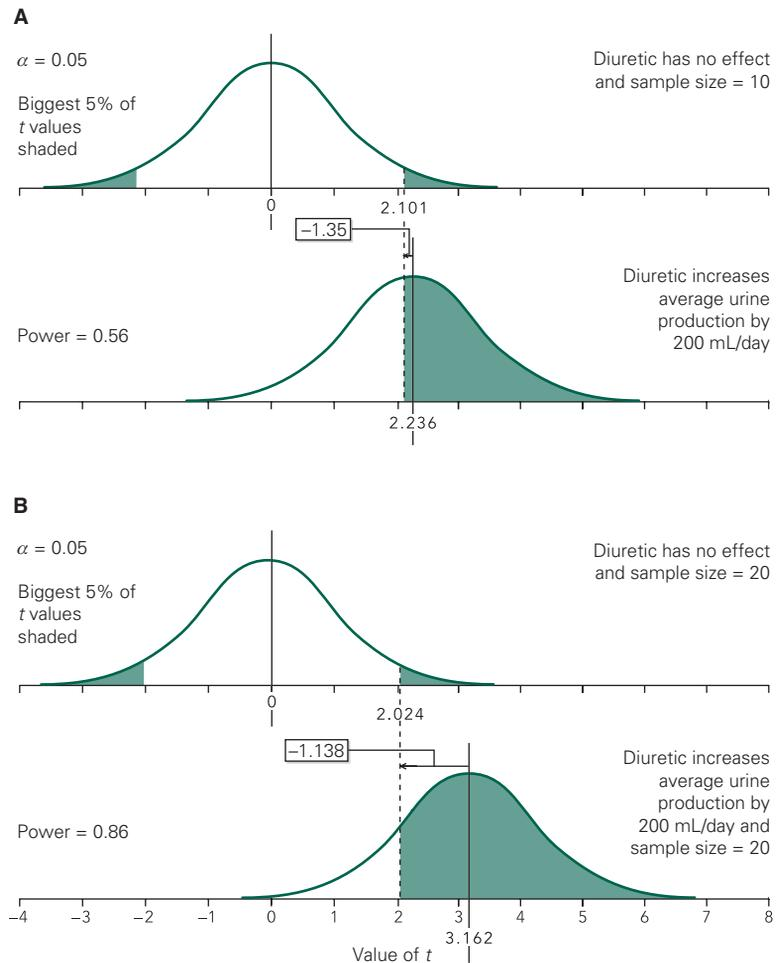 A
α = 0.05
Biggest 5% of
t values
shaded
Diuretic has no effect
and sample size = 10
0
2.101
–1.35
Diuretic increases
average urine
production by
200 mL/day
Power = 0.56
2.236
B
α = 0.05
Biggest 5% of
t values
shaded
Diuretic has no effect
and sample size = 20
0
2.024
–1.138
Diuretic increases
average urine
production by
200 mL/day and
sample size = 20
Power = 0.86
–4 –3 –2 –1 0 1 2 3 4 5 6 7 8
3.162
Value of t